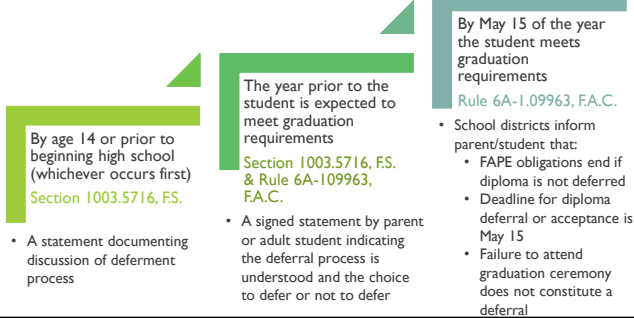 By age 14 or prior to
beginning high school
(whichever occurs first)
Section 1003.5716, F.S.
• A statement documenting
discussion of deferment
process
The year prior to the
student is expected to
meet graduation
requirements
Section 1003.5716, F.S.
& Rule 6A-109963,
F.A.C.
• A signed statement by parent
or adult student indicating
the deferral process is
understood and the choice
to defer or not to defer
By May 15 of the year
the student meets
graduation
requirements
Rule 6A-1.09963, F.A.C.
• School districts inform
parent/student that:
• FAPE obligations end if
diploma is not deferred
• Deadline for diploma
deferral or acceptance is
May 15
• Failure to attend
graduation ceremony
does not constitute a
deferral